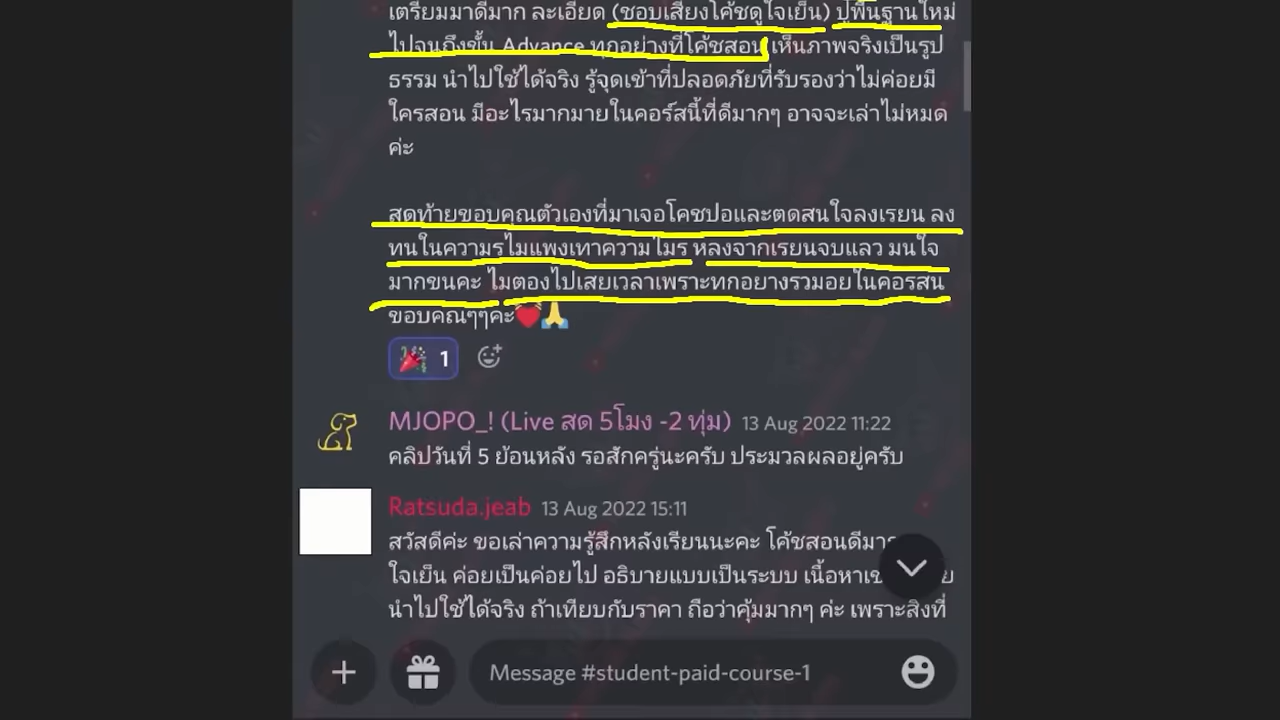 เตรียมมาดีมาก ละเอียด (ชอบเสียงโค้ชดูใจเย็น) ปูพื้นฐานใหม่
ไปจนถึงขั้น Advance ทุกอย่างที่โค้ชสอน เห็นภาพจริงเป็นรูป
ธรรม นำไปใช้ได้จริง รู้จุดเข้าที่ปลอดภัยที่รับรองว่าไม่ค่อยมี
ใครสอน มีอะไรมากมายในคอร์สนี้ที่ดีมากๆ อาจจะเล่าไม่หมด
ค่ะ
สุดท้ายขอบคุณตัวเองที่มาเจอโค้ชปอและตัดสินใจลงเรียน ลง
ทุนในความรู้ไม่แพงเท่าความไม่รู้ หลังจากเรียนจบแล้ว มั่นใจ
มากขึ้นค่ะ ไม่ต้องไปเสียเวลาเพราะทุกอย่างรวมอยู่ในคอร์สนี้
ขอบคุณๆๆค่ะ❤️🙏
🎉 1
MJOPO_! (Live สด 5โมง -2 ทุ่ม) 13 Aug 2022 11:22
คลิปวันที่ 5 ย้อนหลัง รอสักครู่นะครับ ประมวลผลอยู่ครับ
Ratsuda.jeab 13 Aug 2022 15:11
สวัสดีค่ะ ขอเล่าความรู้สึกหลังเรียนนะคะ โค้ชสอนดีมาก
ใจเย็น ค่อยเป็นค่อยไป อธิบายแบบเป็นระบบ
นำไปใช้ได้จริง ถ้าเทียบกับราคา ถือว่าคุ้มมากๆ ค่ะ เพราะสิ่งที่
Message #student-paid-course-1